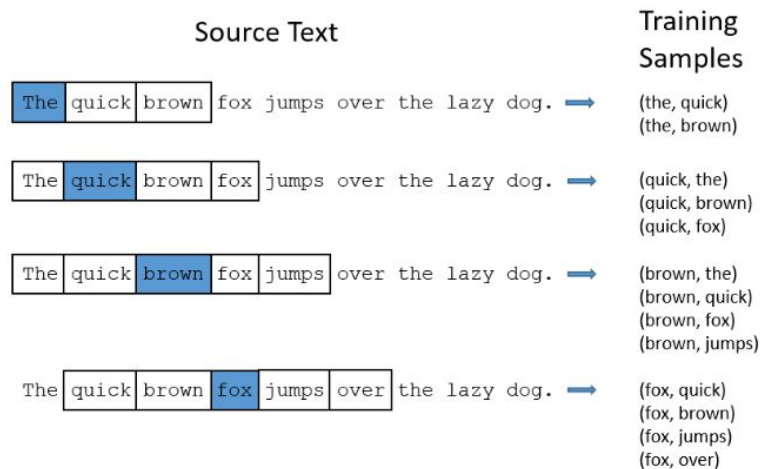 Source Text
Training
Samples
The quick brown fox jumps over the lazy dog.
(the, quick)
(the, brown)
The quick brown fox jumps over the lazy dog.
(quick, the)
(quick, brown)
(quick, fox)
The quick brown fox jumps over the lazy dog.
(brown, the)
(brown, quick)
(brown, fox)
(brown, jumps)
The quick brown fox jumps over the lazy dog.
(fox, quick)
(fox, brown)
(fox, jumps)
(fox, over)